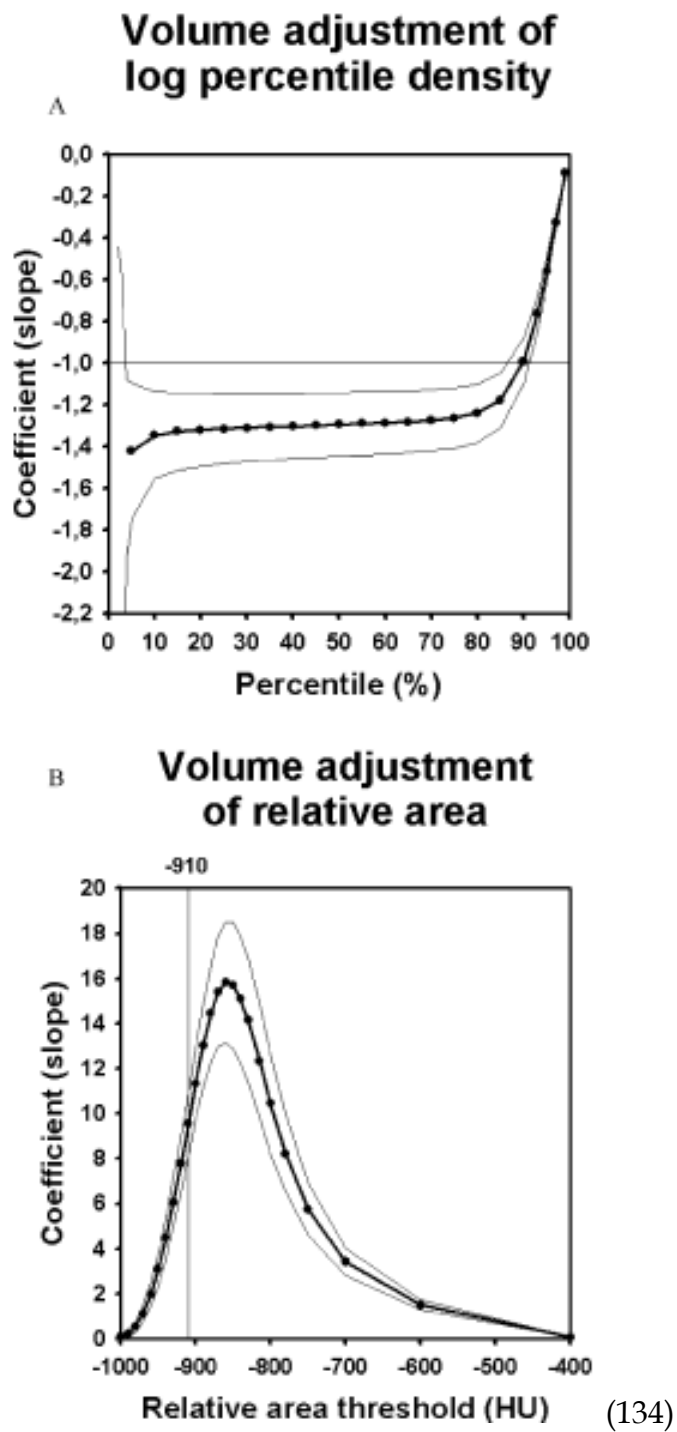 Volume adjustment of
log percentile density
A
0,0
-0,2
-0,4
-0,6
-0,8
-1,0
-1,2
-1,4
-1,6
-1,8
-2,0
-2,2
Coefficient (slope)
0 10 20 30 40 50 60 70 80 90 100
Percentile (%)
B
Volume adjustment
of relative area
-910
20
18
16
14
12
10
8
6
4
2
0
Coefficient (slope)
-1000 -900 -800 -700 -600 -500 -400
Relative area threshold (HU)
(134)